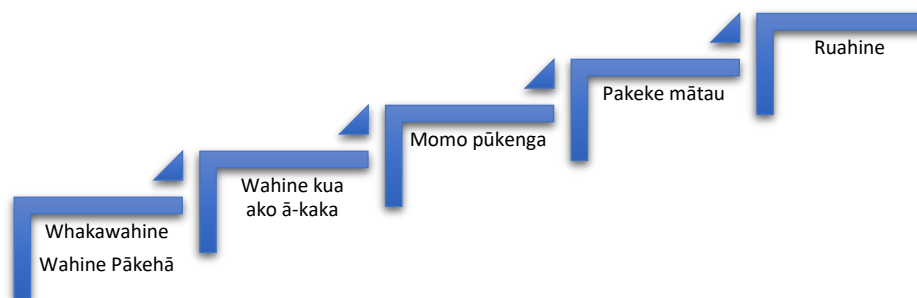 Whakawahine
Wahine Pākehā
Wahine kua
ako ā-kaka
Momo pūkenga
Pakeke mātau
Ruahine